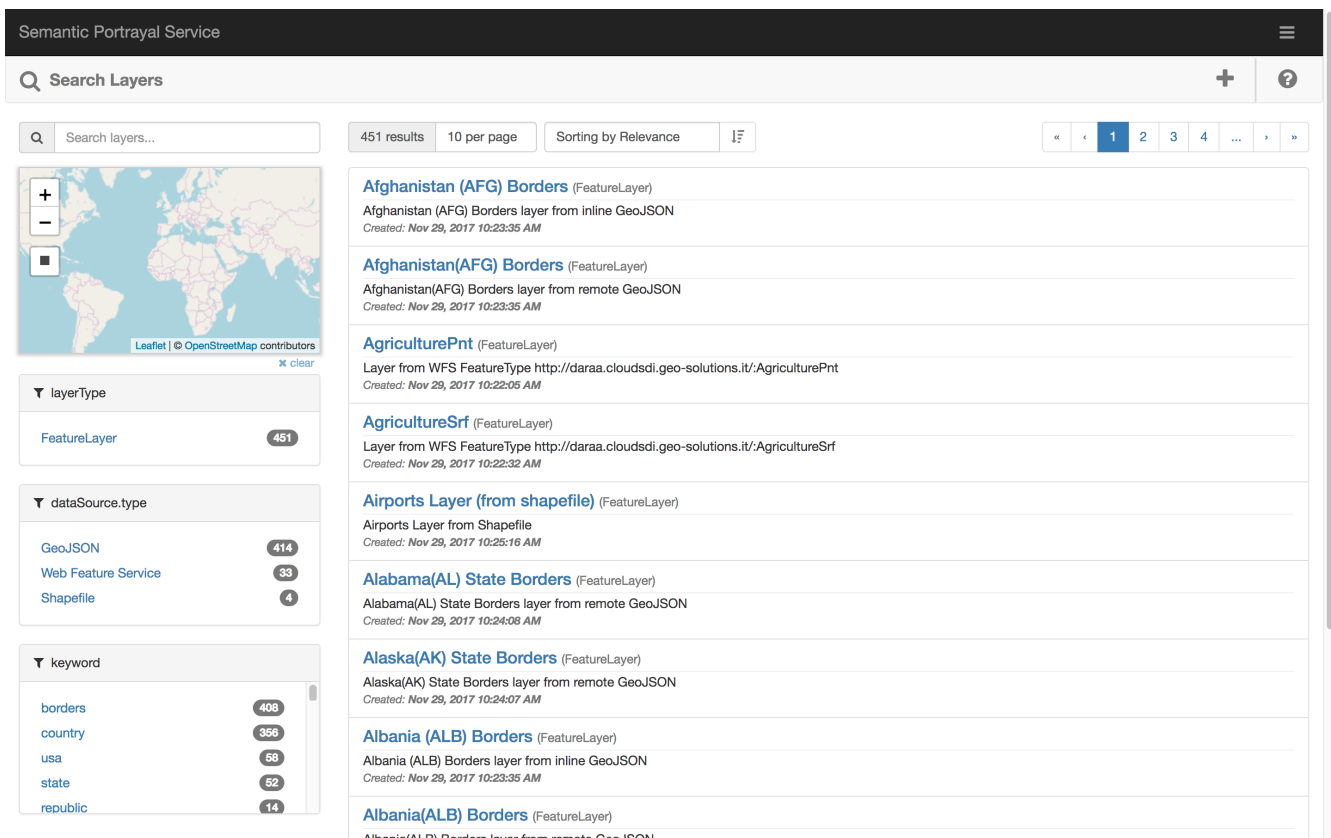 Semantic Portrayal Service
Search Layers
Search layers...
+
−
Leaflet | © OpenStreetMap contributors
✖ clear
layerType
FeatureLayer 451
dataSource.type
GeoJSON 414
Web Feature Service 33
Shapefile 4
keyword
borders 408
country 356
usa 58
state 52
republic 14
451 results 10 per page Sorting by Relevance
« ‹ 1 2 3 4 ... › »
Afghanistan (AFG) Borders (FeatureLayer)
Afghanistan (AFG) Borders layer from inline GeoJSON
Created: Nov 29, 2017 10:23:35 AM
Afghanistan(AFG) Borders (FeatureLayer)
Afghanistan(AFG) Borders layer from remote GeoJSON
Created: Nov 29, 2017 10:23:35 AM
AgriculturePnt (FeatureLayer)
Layer from WFS FeatureType http://daraa.cloudsdi.geo-solutions.it/:AgriculturePnt
Created: Nov 29, 2017 10:22:05 AM
AgricultureSrf (FeatureLayer)
Layer from WFS FeatureType http://daraa.cloudsdi.geo-solutions.it/:AgricultureSrf
Created: Nov 29, 2017 10:22:32 AM
Airports Layer (from shapefile) (FeatureLayer)
Airports Layer from Shapefile
Created: Nov 29, 2017 10:25:16 AM
Alabama(AL) State Borders (FeatureLayer)
Alabama(AL) State Borders layer from remote GeoJSON
Created: Nov 29, 2017 10:24:08 AM
Alaska(AK) State Borders (FeatureLayer)
Alaska(AK) State Borders layer from remote GeoJSON
Created: Nov 29, 2017 10:24:07 AM
Albania (ALB) Borders (FeatureLayer)
Albania (ALB) Borders layer from inline GeoJSON
Created: Nov 29, 2017 10:23:35 AM
Albania(ALB) Borders (FeatureLayer)
Albania(ALB) Borders layer from remote GeoJSON